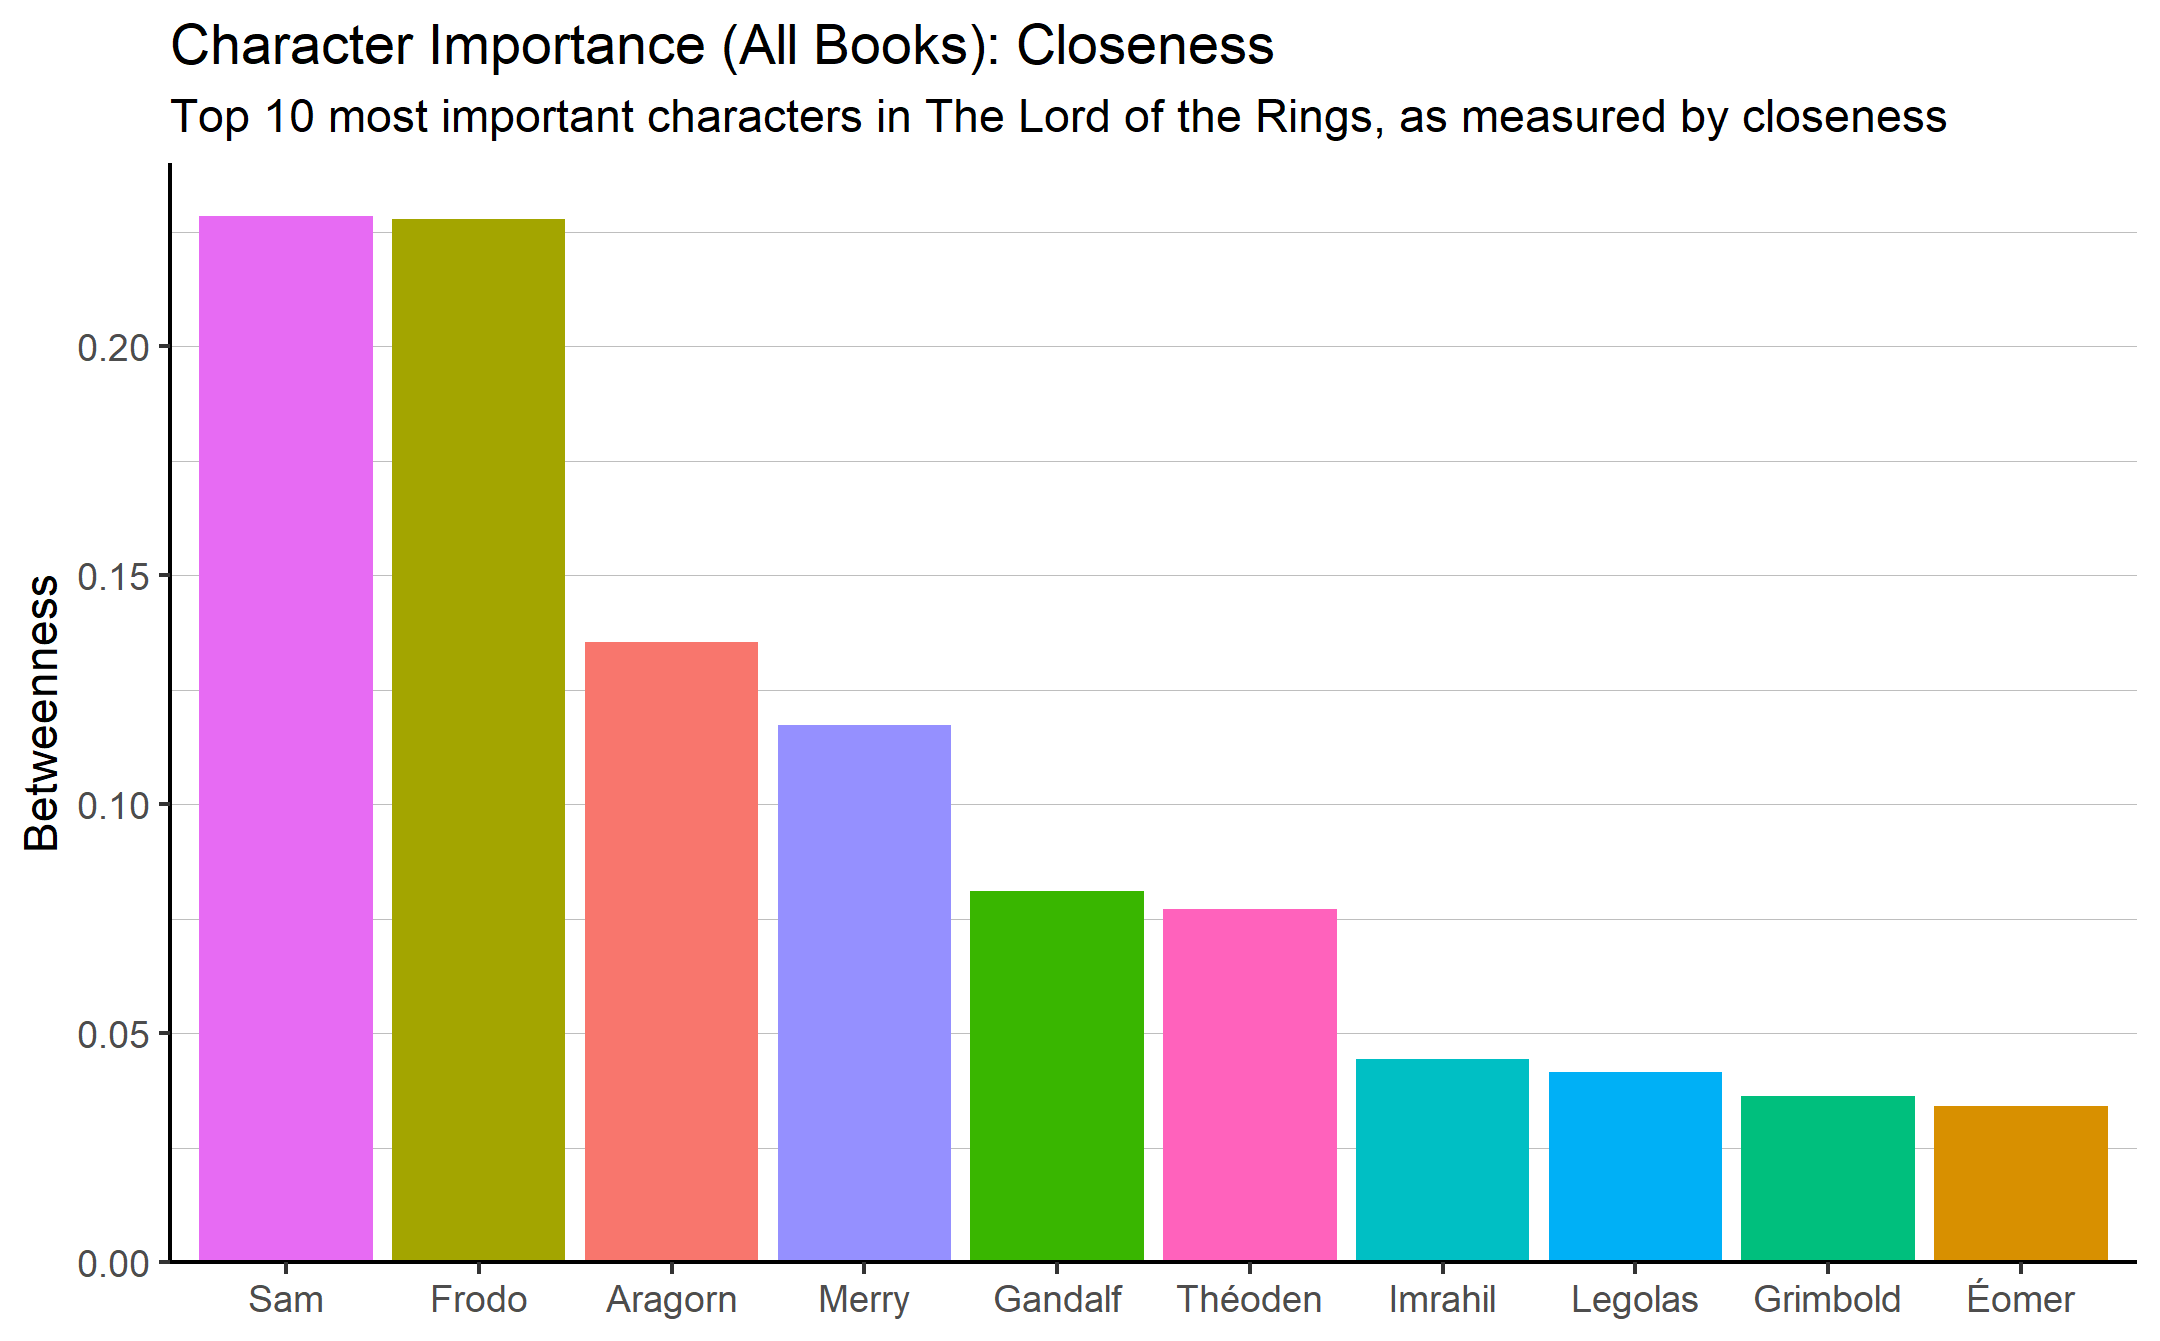 Character Importance (All Books): Closeness
Top 10 most important characters in The Lord of the Rings, as measured by closeness
Betweenness
0.20
0.15
0.10
0.05
0.00
Sam Frodo Aragorn Merry Gandalf Théoden Imrahil Legolas Grimbold Éomer